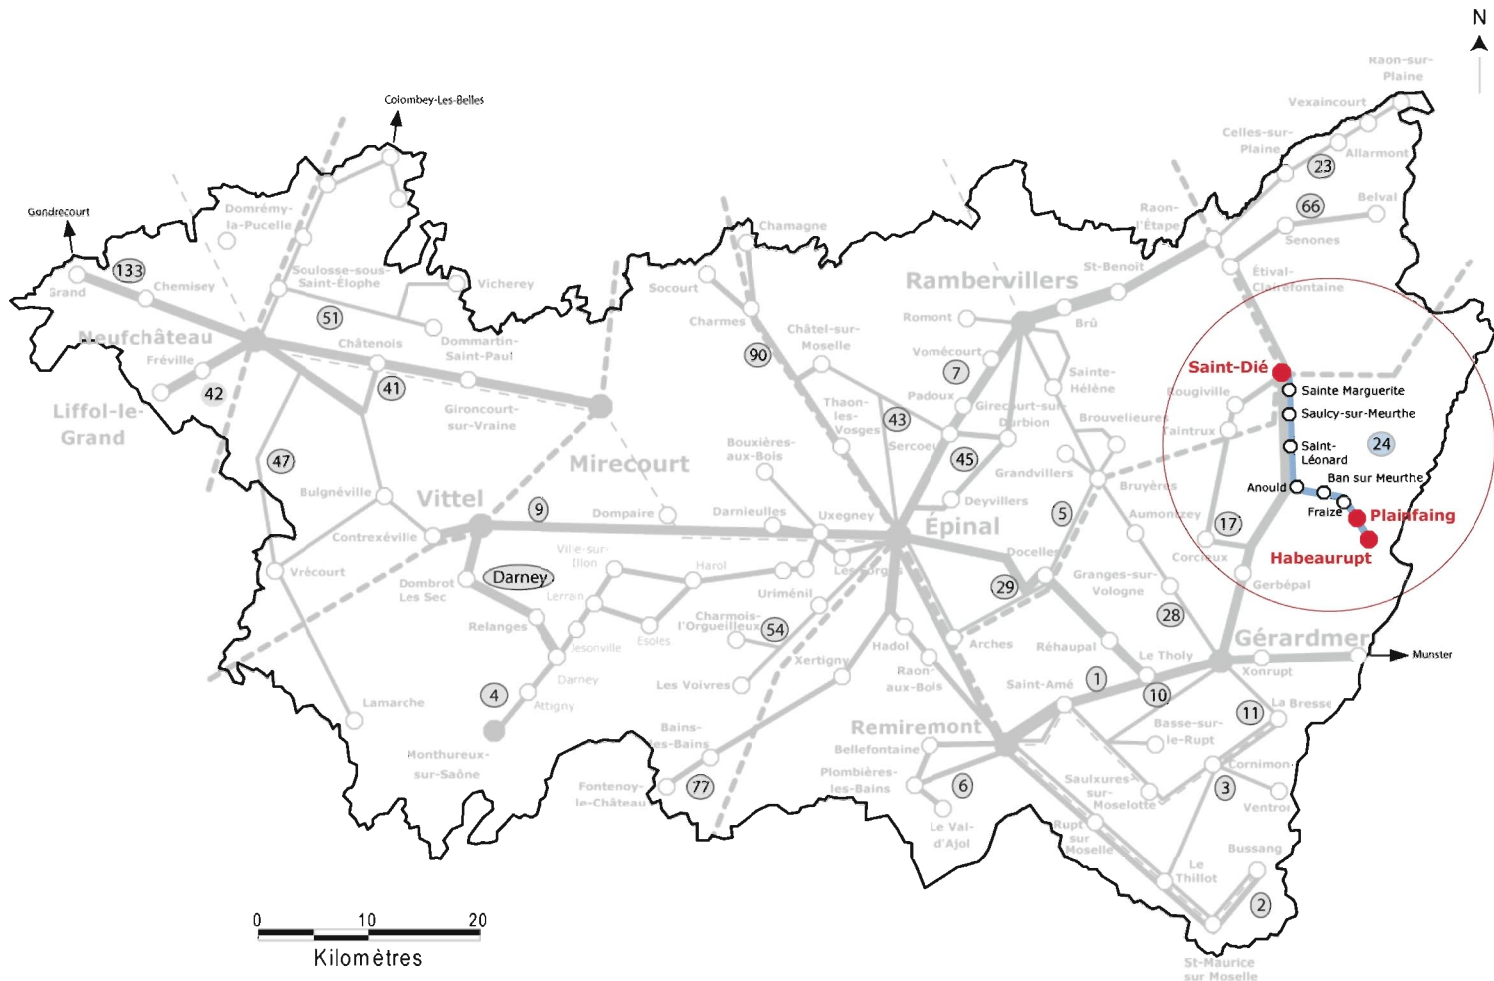 N
Raon-sur-
Plaine
Colombey-Les-Belles
Vexaincourt
Celles-sur-
Plaine
Allarmont
23
Belval
66
Senones
Gondrecourt
Domrémy-
la-Pucelle
Raon-
l'Étape
Chamagne
133
Grand
Chemisey
Soulosse-sous-
Saint-Élophe
Vicherey
Socourt
Rambervillers
St-Benoit
Étival-
Clairefontaine
51
Neufchâteau
Châtenois
Dommartin-
Saint-Paul
Charmes
Châtel-sur-
Moselle
Romont
Brû
Fréville
42
41
Gironcourt-
sur-Vraine
90
Vomécourt
7
Sainte-
Hélène
Saint-Dié
Rougiville
Sainte Marguerite
Liffol-le-
Grand
Thaon-
les-
Vosges
Padoux
Girecourt-sur-
Durbion
Brouvelieures
Saulcy-sur-Meurthe
Taintrux
43
Sercoeur
24
47
Mirecourt
Bouxières-
aux-Bois
45
Grandvillers
Saint-
Léonard
Bulgnéville
Vittel
Deyvillers
Bruyères
Anould
Ban sur Meurthe
9
Dompaire
Darnieulles
Uxegney
Épinal
5
Aumontzey
Fraize
Plainfaing
17
Contrexéville
Ville-sur-
Illon
Harol
Les Forges
Docelles
Corcieux
Habeaurupt
Vrécourt
Dombrot
Les Sec
Darney
Lerrain
Uriménil
29
Granges-sur-
Vologne
Gerbépal
Relanges
Jesonville
Esoles
Charmois-
l'Orgueilleux
54
28
Hadol
Arches
Réhaupal
Gérardmer
Munster
Le Tholy
Xonrupt
Darney
Xertigny
Raon-
aux-Bois
Les Voivres
Saint-Amé
1
10
4
Attigny
Lamarche
La Bresse
11
Bains-
les-Bains
Remiremont
Basse-sur-
le-Rupt
Bellefontaine
Monthureux-
sur-Saône
Plombières-
les-Bains
Cornimon
Fontenoy-
le-Château
77
6
Saulxures-
sur-
Moselotte
3
Ventron
Le Val-
d'Ajol
Rupt
sur
Moselle
Bussang
Le
Thillot
2
0 10 20
Kilomètres
St-Maurice
sur Moselle